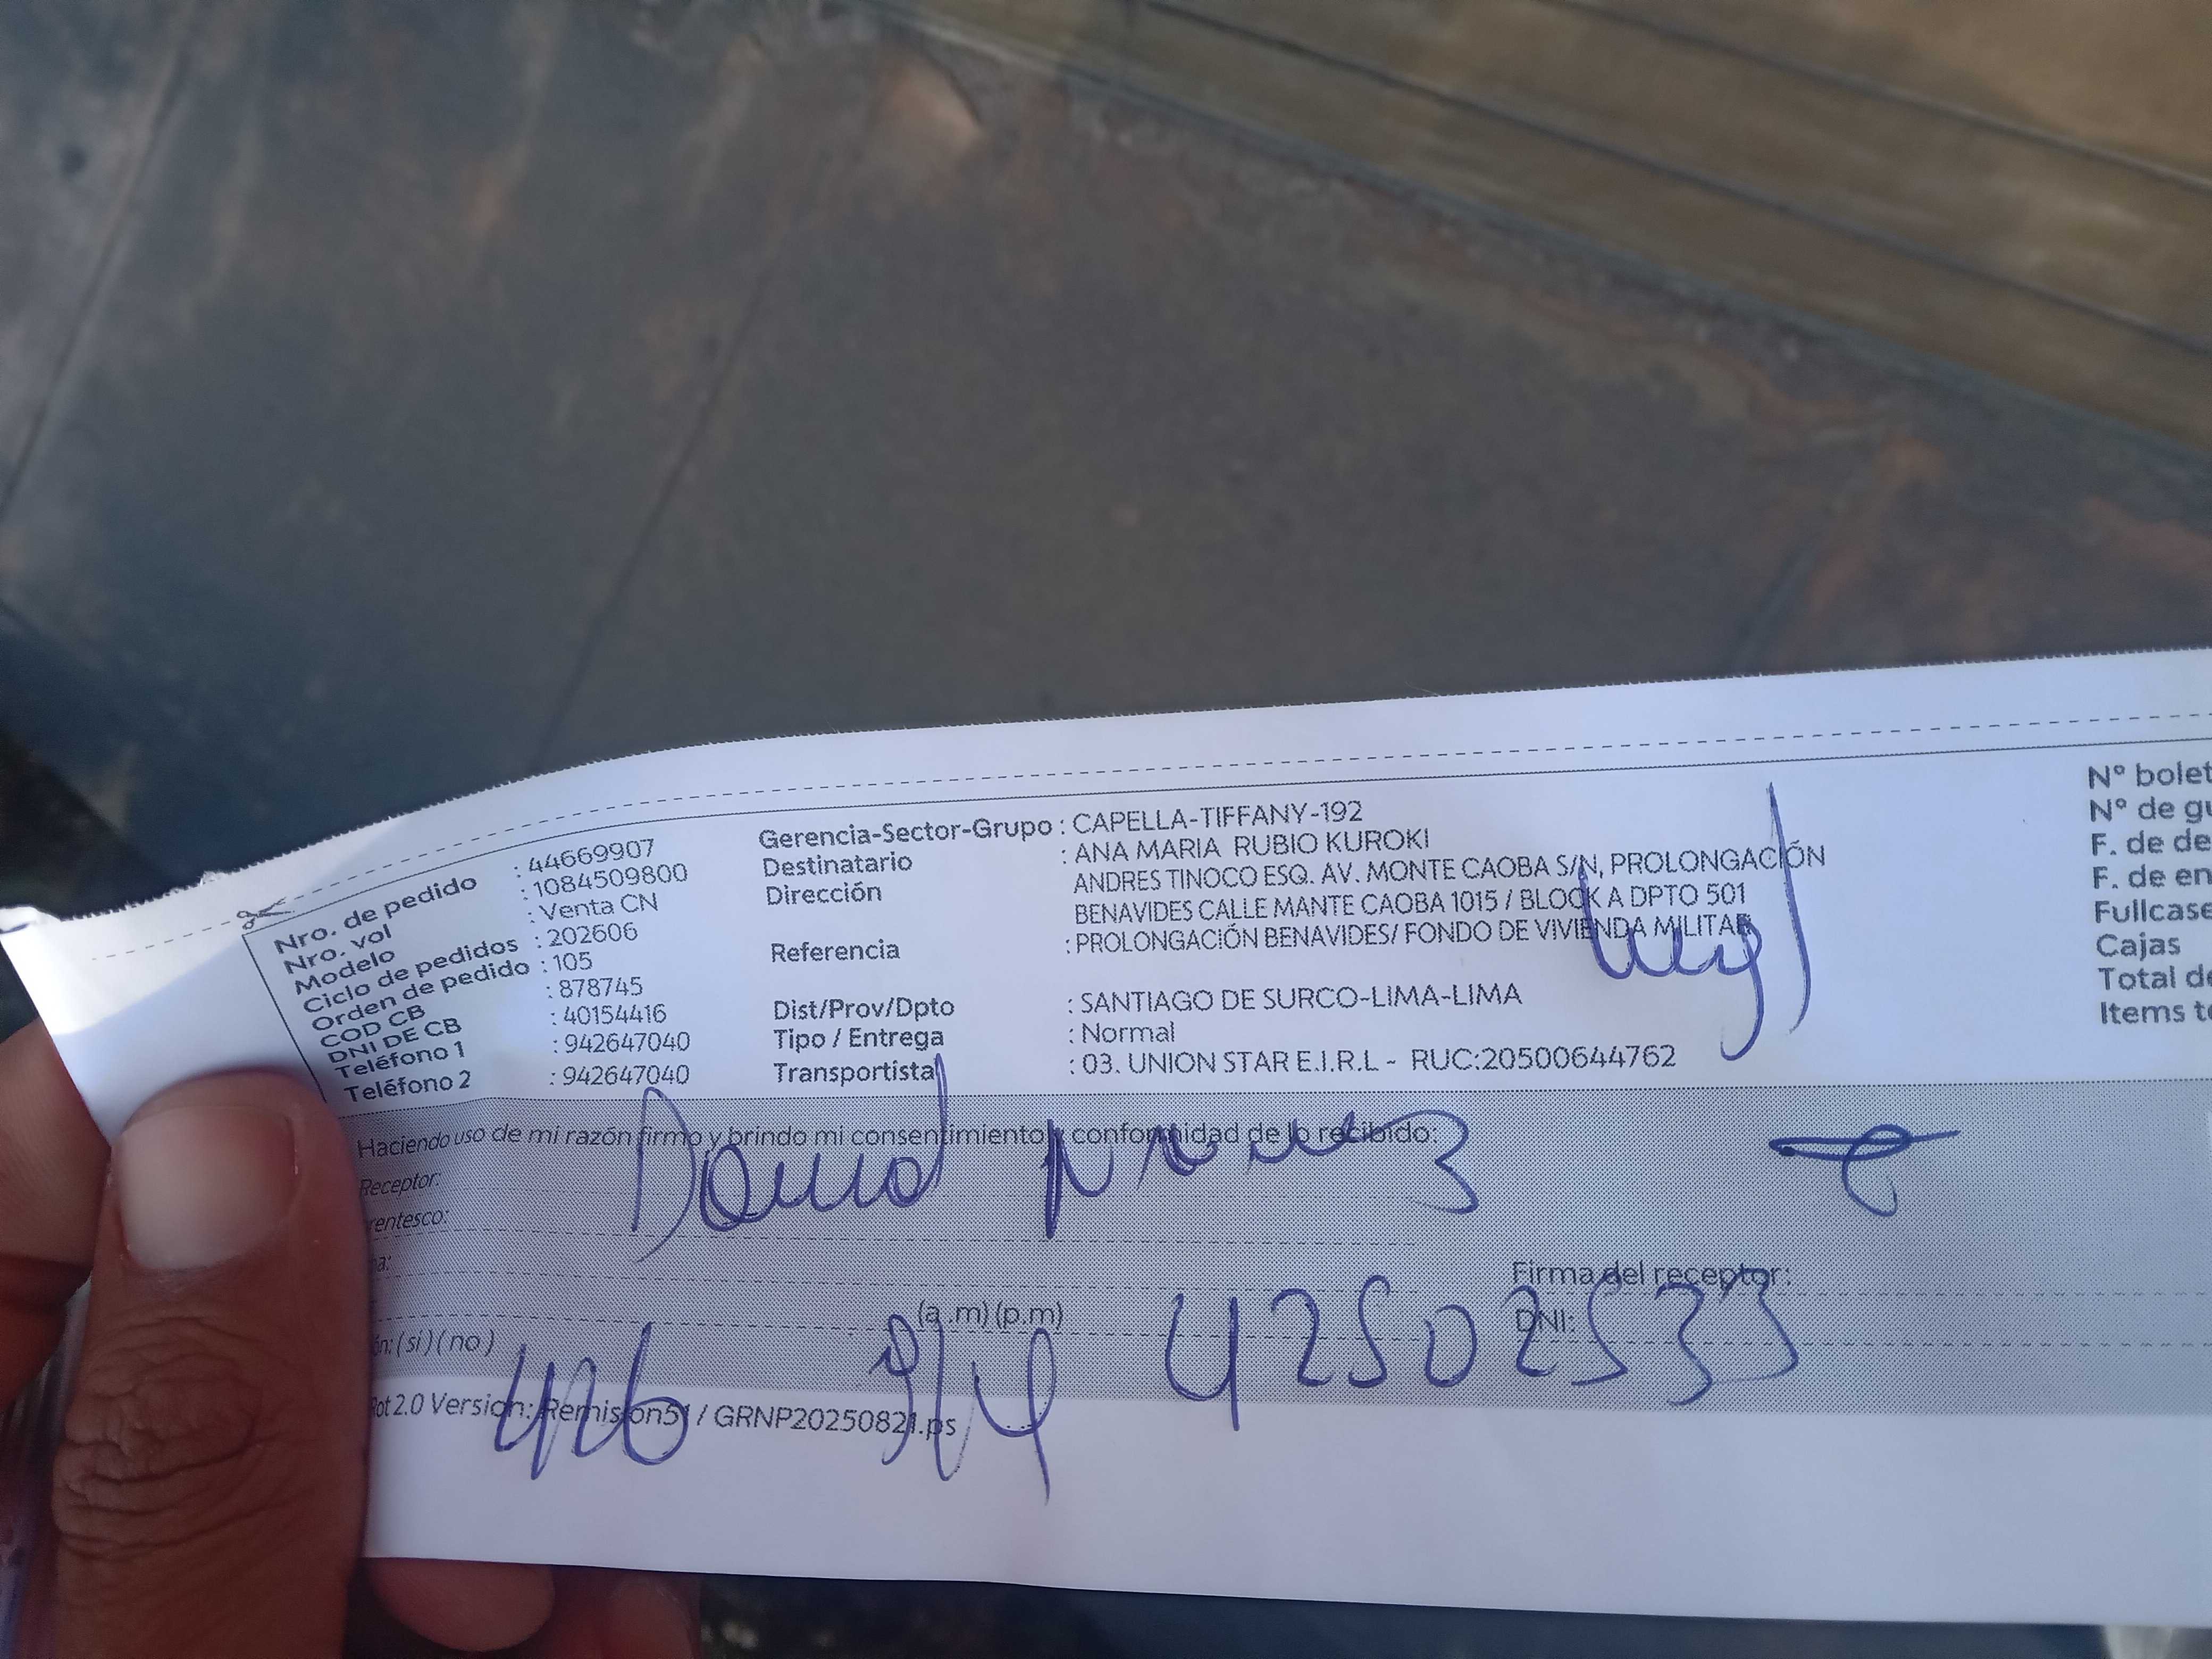 Nro. de pedido : 44669907
Nro. vol : 1084509800
Modelo : Venta CN
Ciclo de pedidos : 202606
Orden de pedido : 105
COD CB : 878745
DNI DE CB : 40154416
Teléfono 1 : 942647040
Teléfono 2 : 942647040
Gerencia-Sector-Grupo : CAPELLA-TIFFANY-192
Destinatario : ANA MARIA RUBIO KUROKI
Dirección ANDRES TINOCO ESQ. AV. MONTE CAOBA S/N, PROLONGACIÓN
BENAVIDES CALLE MANTE CAOBA 1015 / BLOCK A DPTO 501
Referencia : PROLONGACIÓN BENAVIDES/ FONDO DE VIVIENDA MILITAR
Dist/Prov/Dpto : SANTIAGO DE SURCO-LIMA-LIMA
Tipo / Entrega : Normal
Transportista : 03. UNION STAR E.I.R.L - RUC:20500644762
N° bolet
N° de gu
F. de de
F. de en
Fullcase
Cajas
Total de
Items to
Haciendo uso de mi razón firmo y brindo mi consentimiento y conformidad de lo recibido:
Receptor: David
rentesco:
na:
Firma del receptor:
(a .m) (p.m)
DNI: 42502533
ón: ( si ) ( no )
Rot 2.0 Version: Remision51 / GRNP20250821.ps